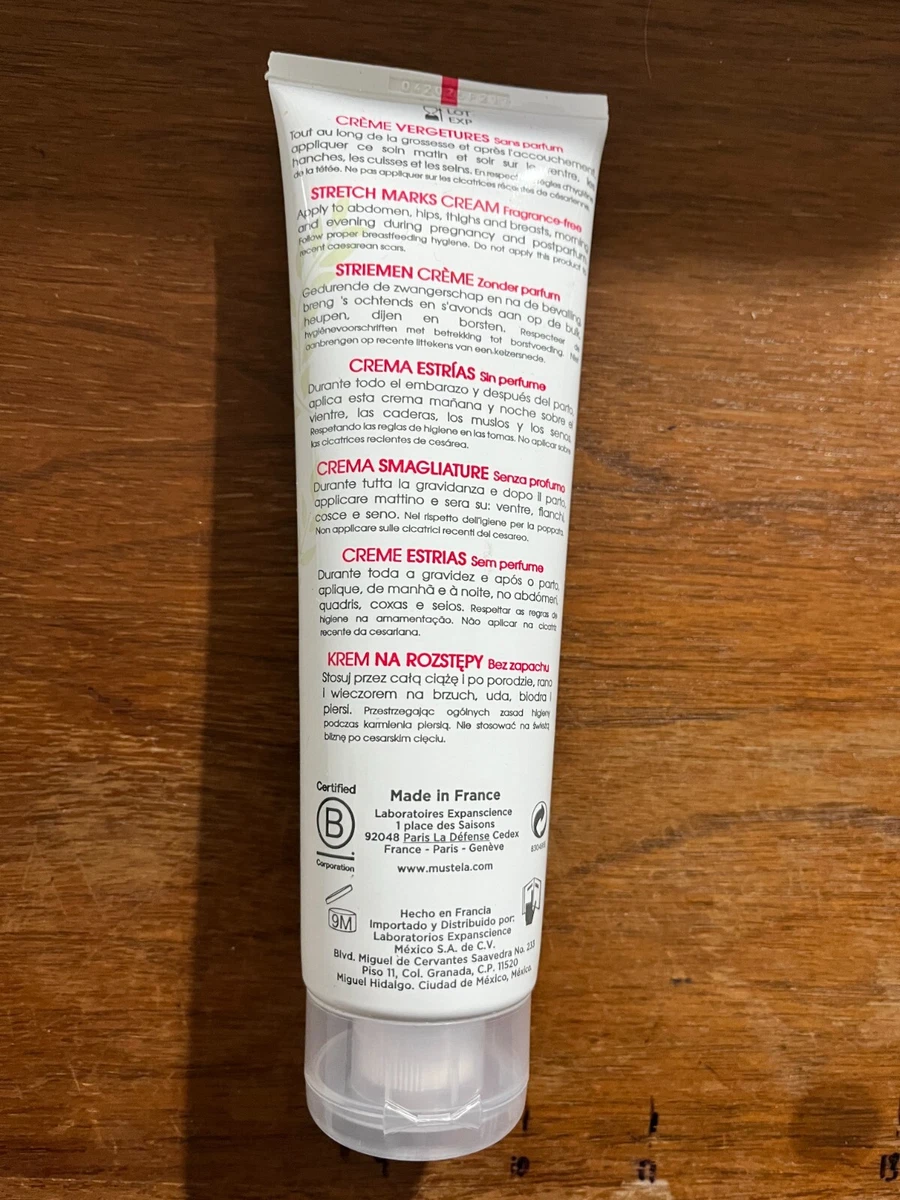 LOT
EXP
CRÈME VERGETURES Sans parfum
Tout au long de la grossesse et après l'accouchement,
appliquer ce soin matin et soir sur le ventre, les
hanches, les cuisses et les seins. En respect règles d'hygiène
de la tétée. Ne pas appliquer sur les cicatrices récentes de césarienne.
STRETCH MARKS CREAM Fragrance-free
Apply to abdomen, hips, thighs and breasts, morning
and evening during pregnancy and postpartum.
Follow proper breastfeeding hygiene. Do not apply this product to
recent caesarean scars.
STRIEMEN CRÈME Zonder parfum
Gedurende de zwangerschap en na de bevalling
breng 's ochtends en s'avonds aan op de buik,
heupen, dijen en borsten. Respecteer de
hygiënevoorschriften met betrekking tot borstvoeding. Niet
aanbrengen op recente littekens van een keizersnede.
CREMA ESTRÍAS Sin perfume
Durante todo el embarazo y después del parto,
aplica esta crema mañana y noche sobre el
vientre, las caderas, los muslos y los senos.
Respetando las reglas de higiene en las tomas. No aplicar sobre
las cicatrices recientes de cesárea.
CREMA SMAGLIATURE Senza profumo
Durante tutta la gravidanza e dopo il parto,
applicare mattino e sera su: ventre, fianchi,
cosce e seno. Nel rispetto dell'igiene per la poppata.
Non applicare sulle cicatrici recenti del cesareo.
CREME ESTRIAS Sem perfume
Durante toda a gravidez e após o parto,
aplique, de manhã e à noite, no abdómen,
quadris, coxas e seios. Respeitar as regras de
higiene na amamentação. Não aplicar na cicatriz
recente da cesariana.
KREM NA ROZSTĘPY Bez zapachu
Stosuj przez całą ciążę i po porodzie, rano
i wieczorem na brzuch, uda, biodra i
piersi. Przestrzegając ogólnych zasad higieny
podczas karmienia piersią. Nie stosować na świeżą
bliznę po cesarskim cięciu.
Certified
B
Corporation
Made in France
Laboratoires Expanscience
1 place des Saisons
92048 Paris La Défense Cedex
France - Paris - Genève
www.mustela.com
9M
Hecho en Francia
Importado y Distribuido por:
Laboratorios Expanscience
México S.A. de C.V.
Blvd. Miguel de Cervantes Saavedra No. 233
Piso 11, Col. Granada, C.P. 11520
Miguel Hidalgo. Ciudad de México, México.
10
11